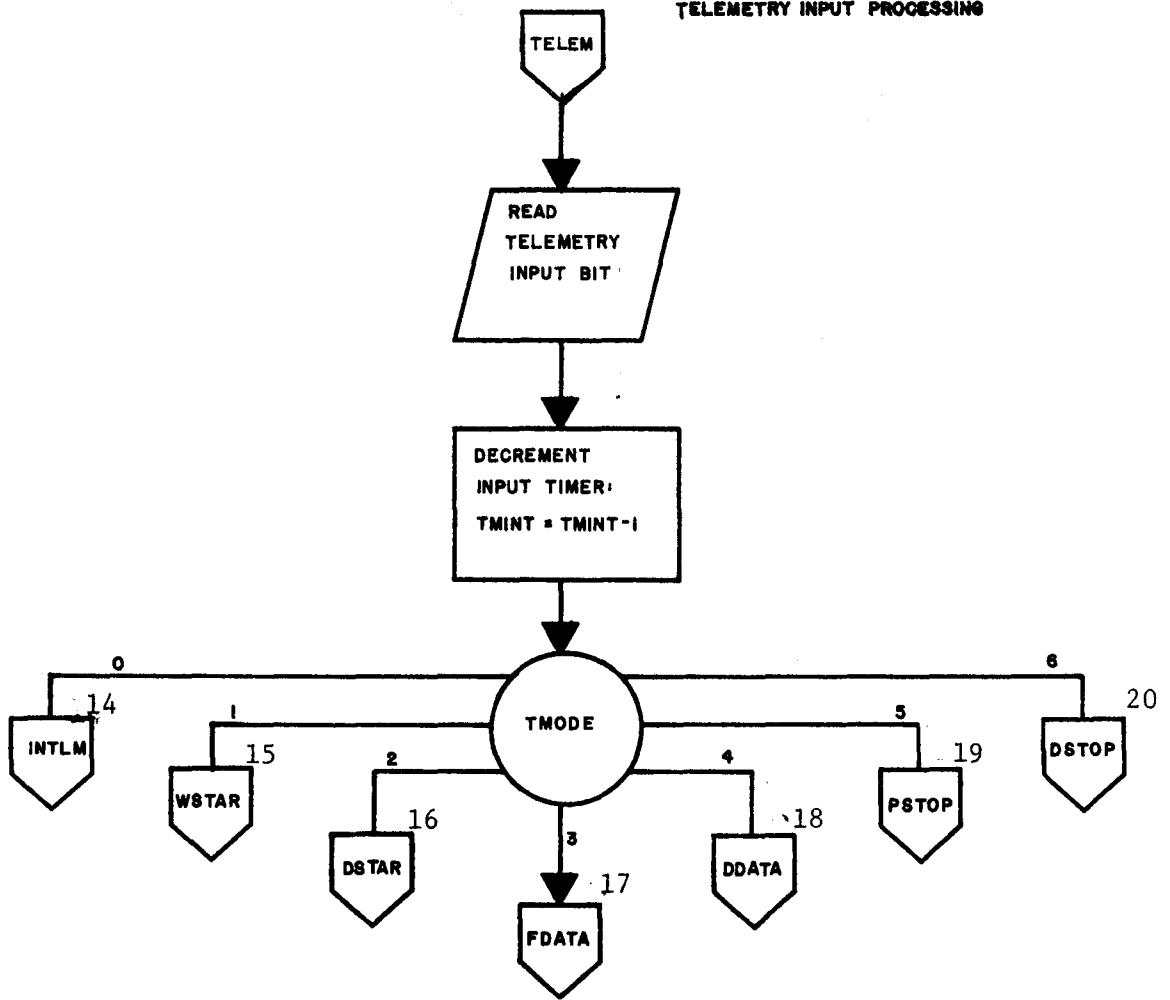 TELEMETRY INPUT PROCESSING
TELEM
READ
TELEMETRY
INPUT BIT
DECREMENT
INPUT TIMER:
TMINT = TMINT-1
TMODE
0
14
INTLM
1
15
WSTAR
2
16
DSTAR
3
17
FDATA
4
18
DDATA
5
19
PSTOP
6
20
DSTOP